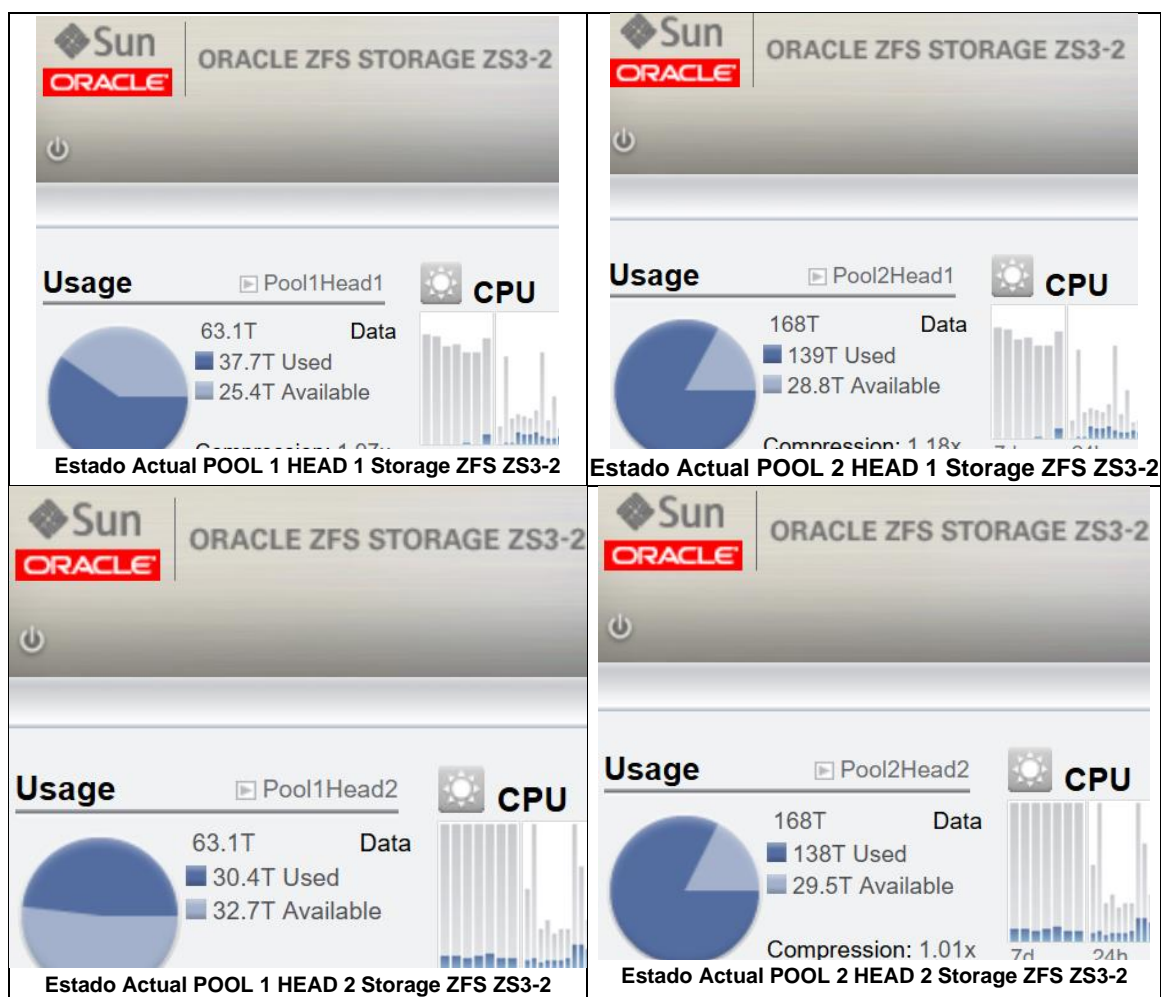 Sun
ORACLE
ORACLE ZFS STORAGE ZS3-2
Usage
Pool1Head1
CPU
63.1T Data
37.7T Used
25.4T Available
Estado Actual POOL 1 HEAD 1 Storage ZFS ZS3-2
Sun
ORACLE
ORACLE ZFS STORAGE ZS3-2
Usage
Pool2Head1
CPU
168T Data
139T Used
28.8T Available
Compression: 1.18x
Estado Actual POOL 2 HEAD 1 Storage ZFS ZS3-2
Sun
ORACLE
ORACLE ZFS STORAGE ZS3-2
Usage
Pool1Head2
CPU
63.1T Data
30.4T Used
32.7T Available
Estado Actual POOL 1 HEAD 2 Storage ZFS ZS3-2
Sun
ORACLE
ORACLE ZFS STORAGE ZS3-2
Usage
Pool2Head2
CPU
168T Data
138T Used
29.5T Available
Compression: 1.01x
7d 24h
Estado Actual POOL 2 HEAD 2 Storage ZFS ZS3-2